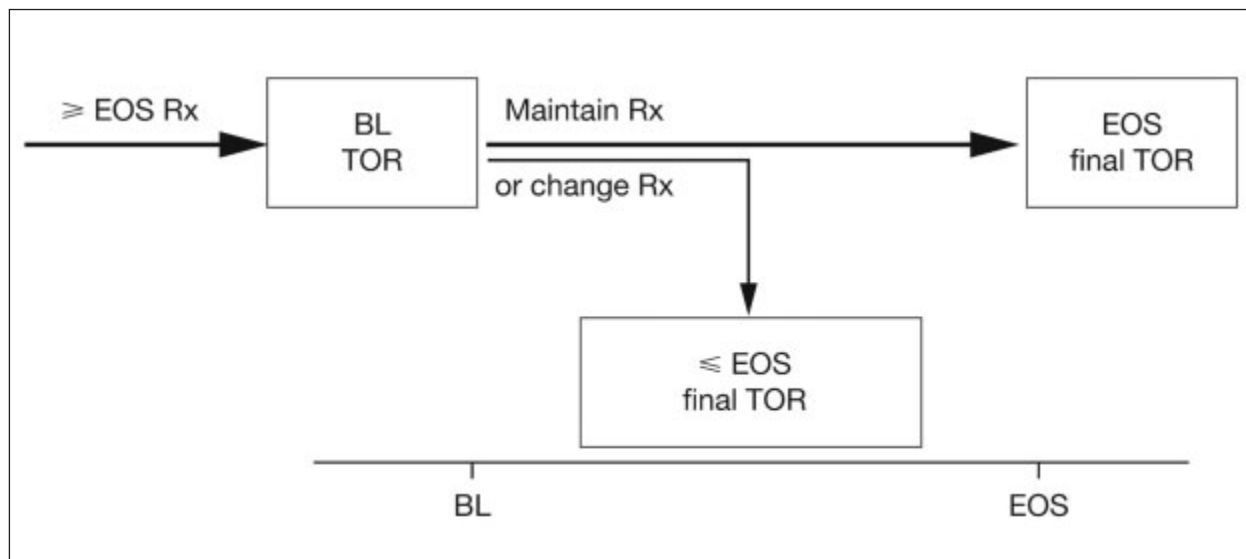 ⩾ EOS Rx
BL
TOR
Maintain Rx
or change Rx
EOS
final TOR
⩽ EOS
final TOR
BL
EOS